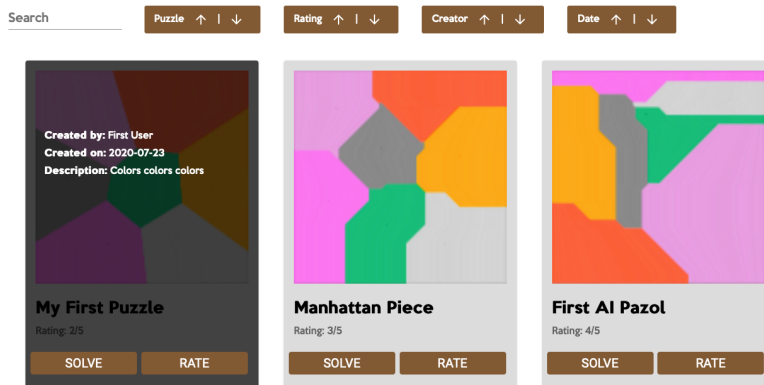 Search
Puzzle ↑ | ↓
Rating ↑ | ↓
Creator ↑ | ↓
Date ↑ | ↓
Created by: First User
Created on: 2020-07-23
Description: Colors colors colors
My First Puzzle
Rating: 2/5
SOLVE
RATE
Manhattan Piece
Rating: 3/5
SOLVE
RATE
First AI Pazol
Rating: 4/5
SOLVE
RATE